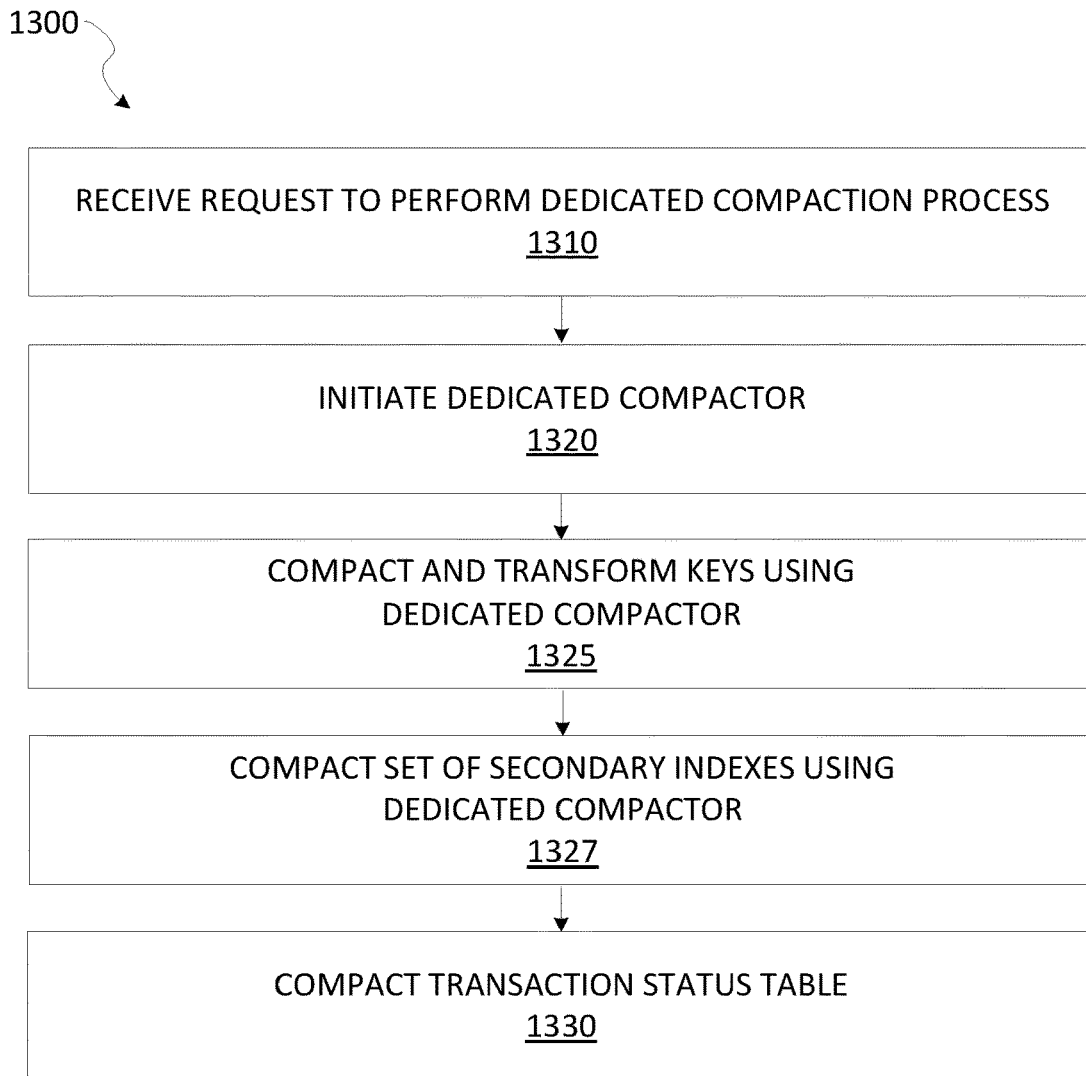 1300
RECEIVE REQUEST TO PERFORM DEDICATED COMPACTION PROCESS
1310
INITIATE DEDICATED COMPACTOR
1320
COMPACT AND TRANSFORM KEYS USING
DEDICATED COMPACTOR
1325
COMPACT SET OF SECONDARY INDEXES USING
DEDICATED COMPACTOR
1327
COMPACT TRANSACTION STATUS TABLE
1330